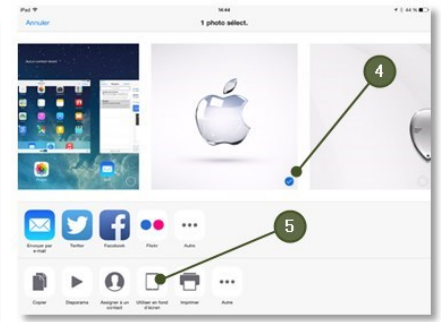 iPad 14:44 44 %
Annuler 1 photo sélect.
4
5
Envoyer par e-mail
Twitter
Facebook
Flickr
Autre
Copier
Diaporama
Assigner à un contact
Utiliser en fond d'écran
Imprimer
Autre